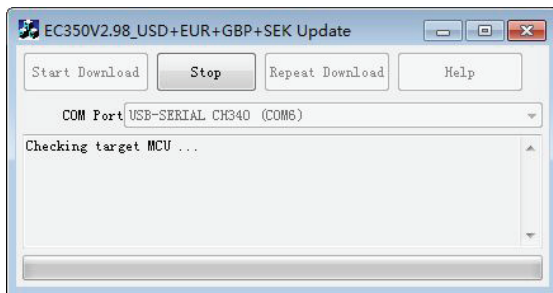 EC350V2.98_USD+EUR+GBP+SEK Update
Start Download Stop Repeat Download Help
COM Port USB-SERIAL CH340 (COM6)
Checking target MCU ...